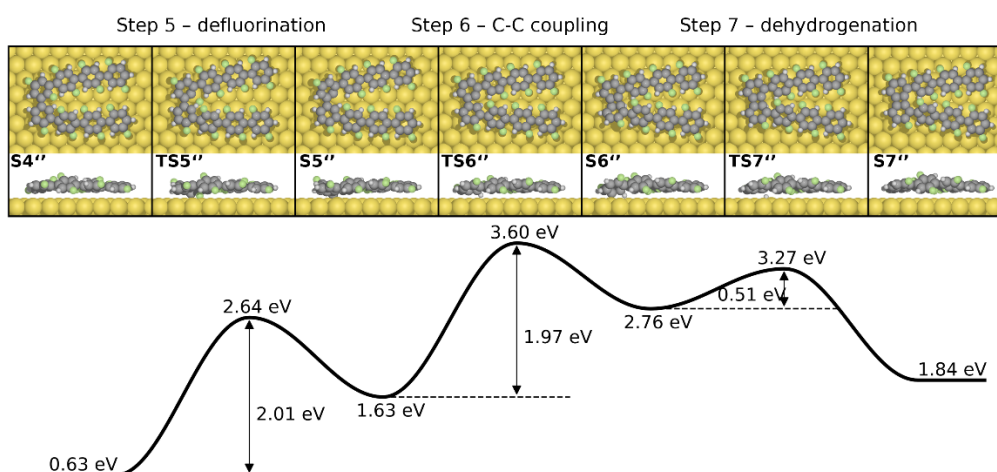 Step 5 – defluorination
Step 6 – C-C coupling
Step 7 – dehydrogenation
S4’’
TS5’’
S5’’
TS6’’
S6’’
TS7’’
S7’’
3.60 eV
3.27 eV
2.64 eV
0.51 eV
2.76 eV
1.97 eV
1.84 eV
1.63 eV
2.01 eV
0.63 eV